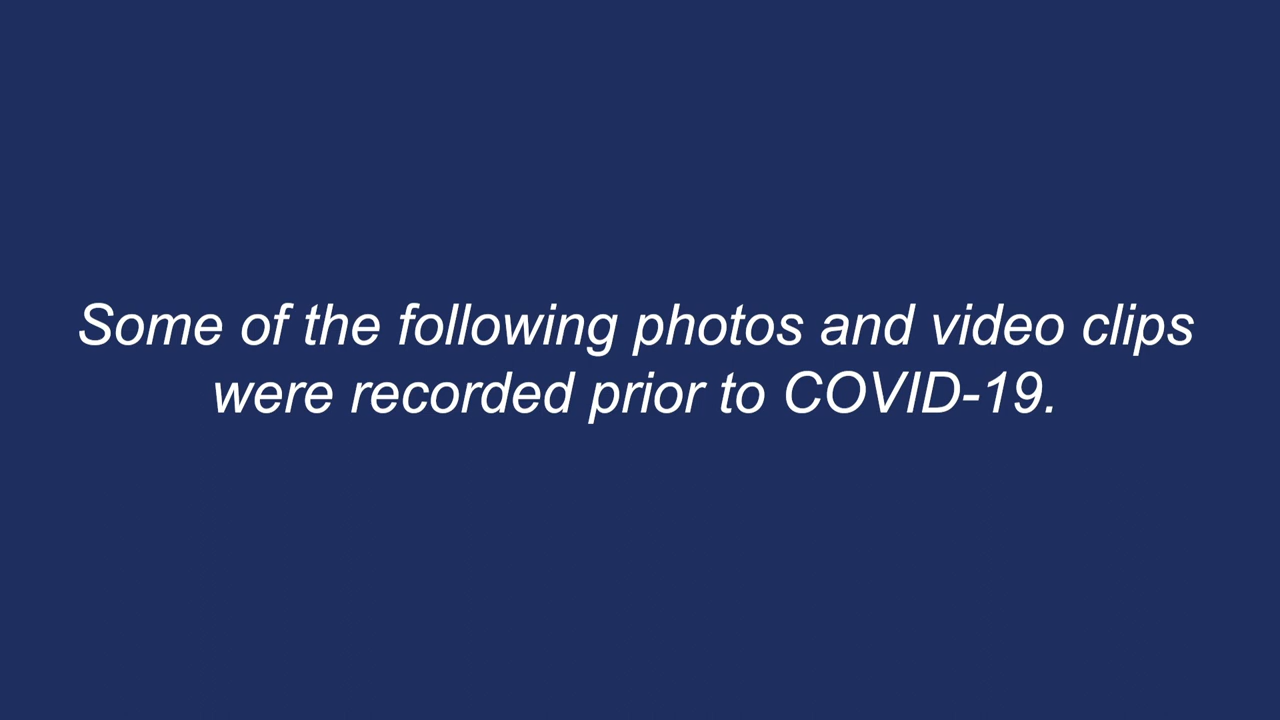 Some of the following photos and video clips
were recorded prior to COVID-19.